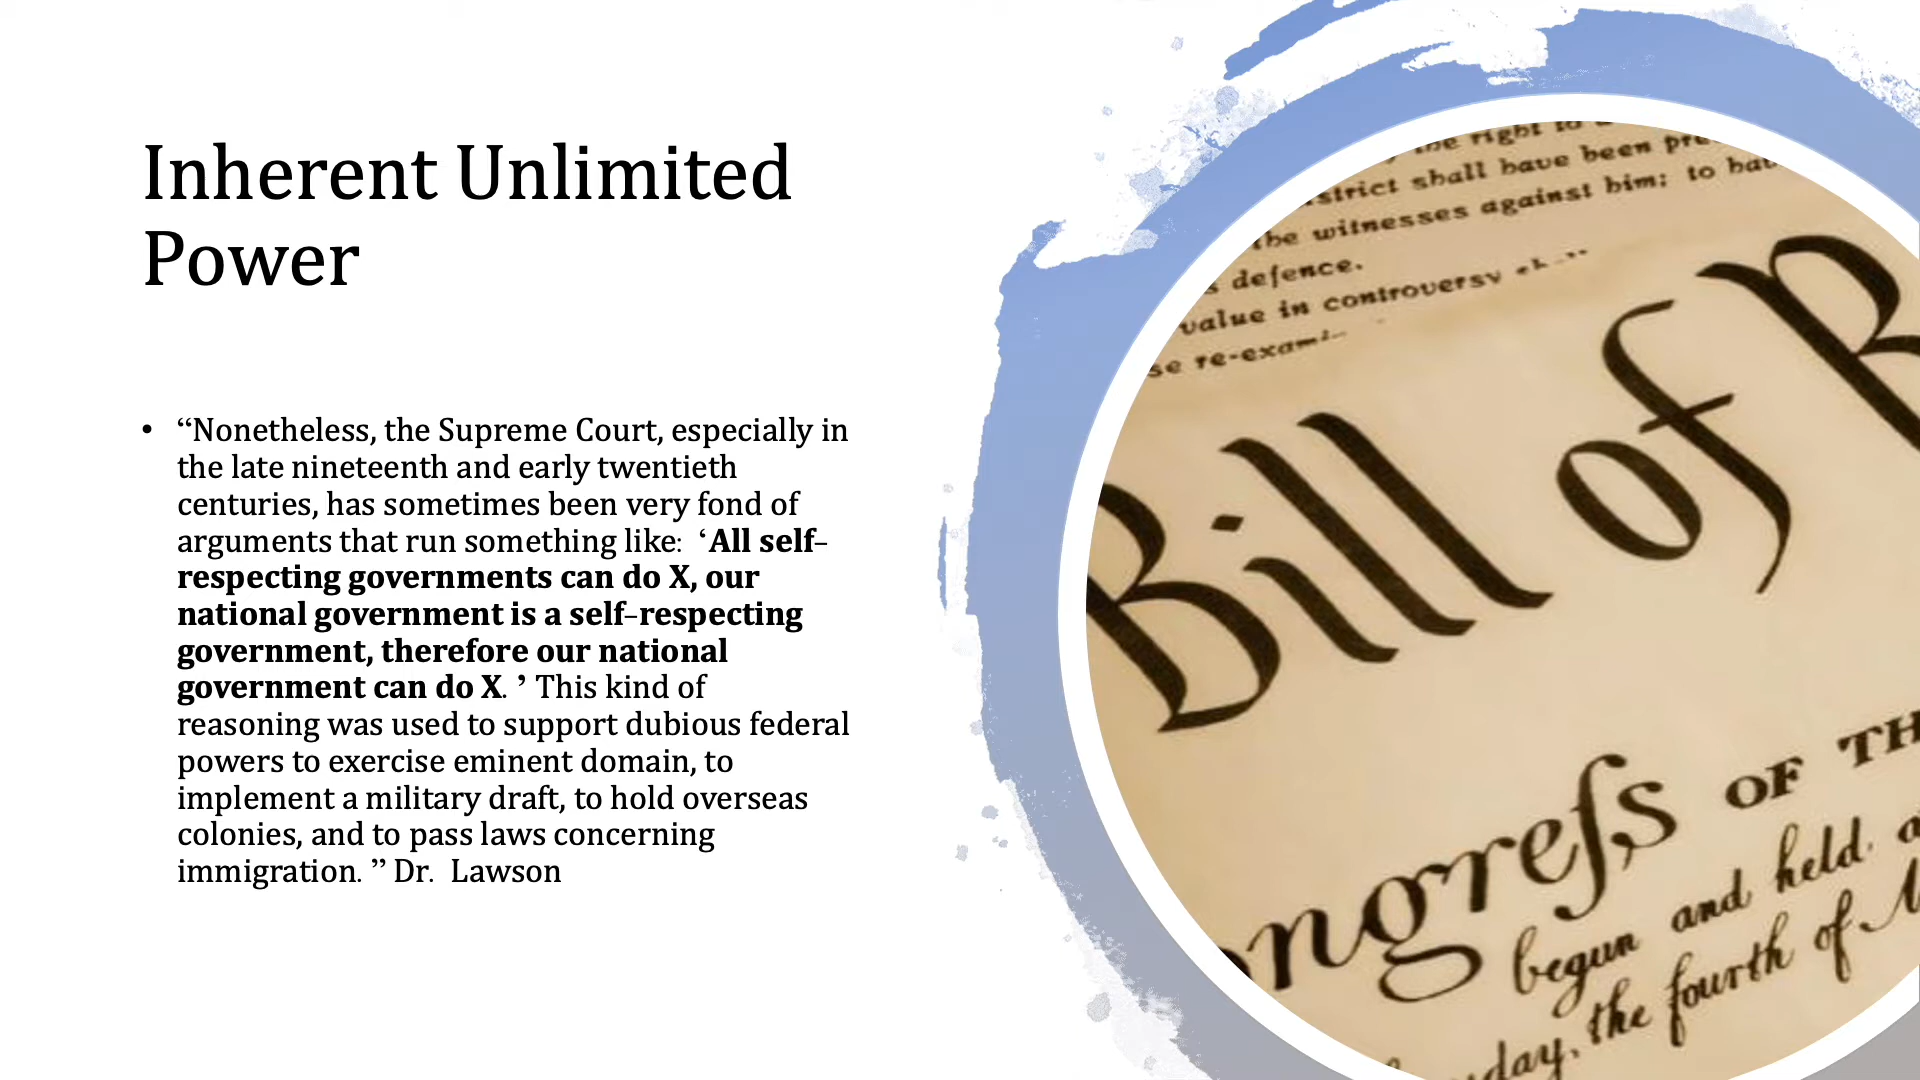 Inherent Unlimited
Power
• “Nonetheless, the Supreme Court, especially in
the late nineteenth and early twentieth
centuries, has sometimes been very fond of
arguments that run something like: ‘All self–
respecting governments can do X, our
national government is a self–respecting
government, therefore our national
government can do X. ’ This kind of
reasoning was used to support dubious federal
powers to exercise eminent domain, to
implement a military draft, to hold overseas
colonies, and to pass laws concerning
immigration. ” Dr. Lawson
the right to
shall have been
the witnesses against him; to
defence.
value in controversy
Bill of
OF
begun and held
the fourth of